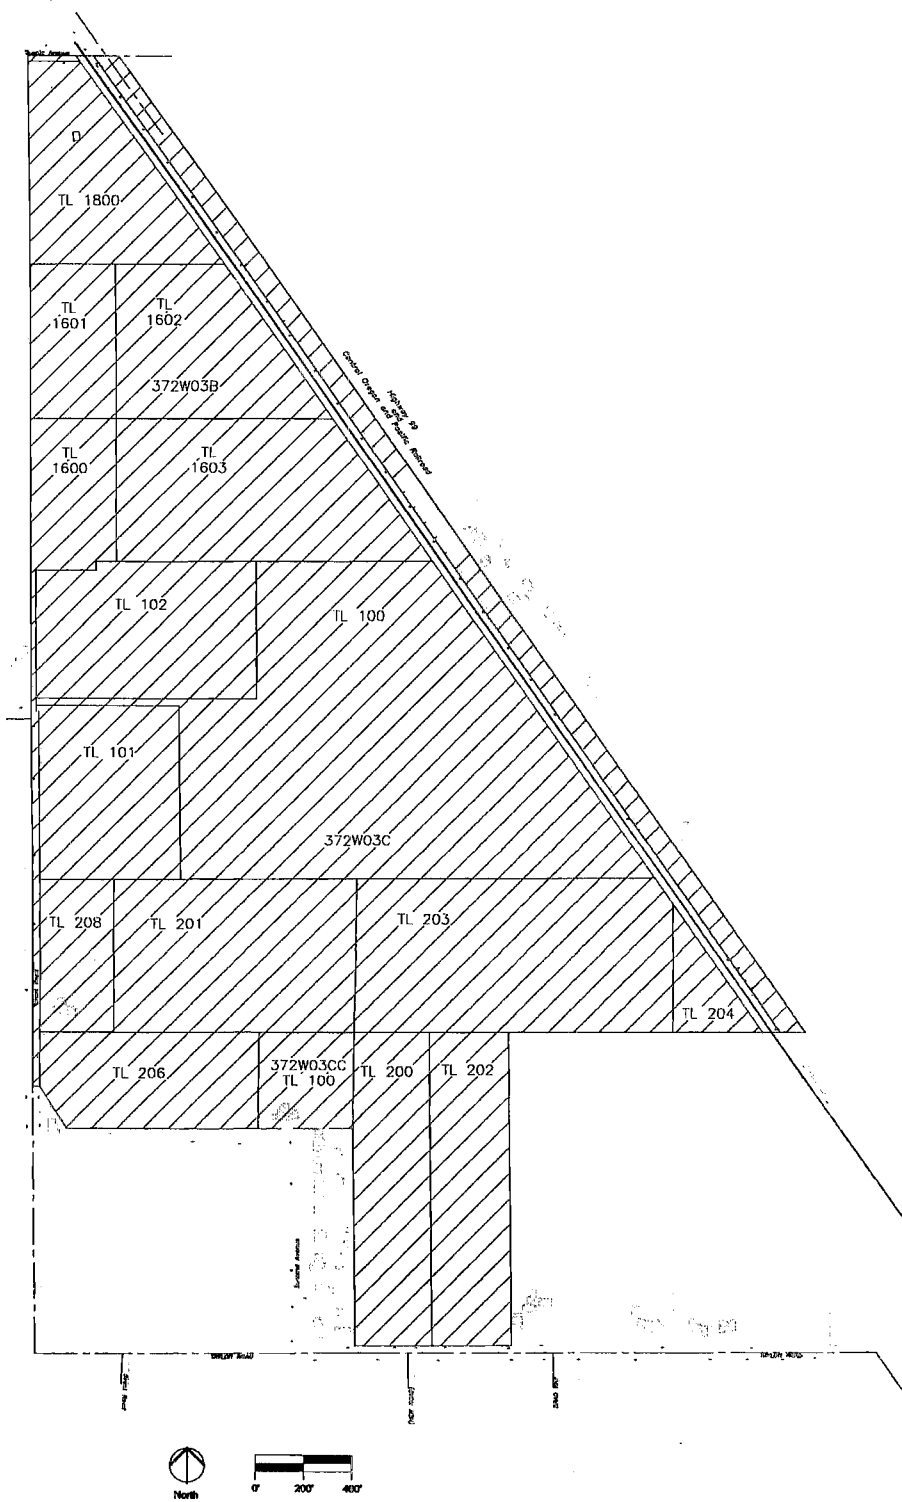 TL 1800
TL
1601
TL
1602
372W03B
Highway 99
and
Central Oregon and Pacific Railroad
TL
1600
TL
1603
TL 102
TL 100
TL 101
372W03C
TL 208
TL 201
TL 203
TL 204
TL 206
372W03CC
TL 100
TL 200
TL 202
North
0'
200'
400'